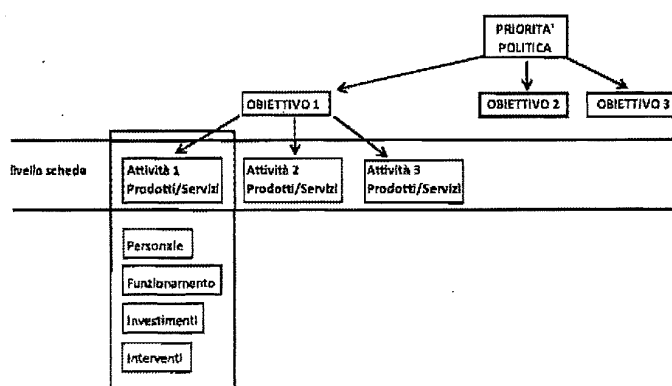 PRIORITA'
POLITICA
OBIETTIVO 1
OBIETTIVO 2
OBIETTIVO 3
livello schede
Attività 1
Prodotti/Servizi
Attività 2
Prodotti/Servizi
Attività 3
Prodotti/Servizi
Personale
Funzionamento
Investimenti
Interventi